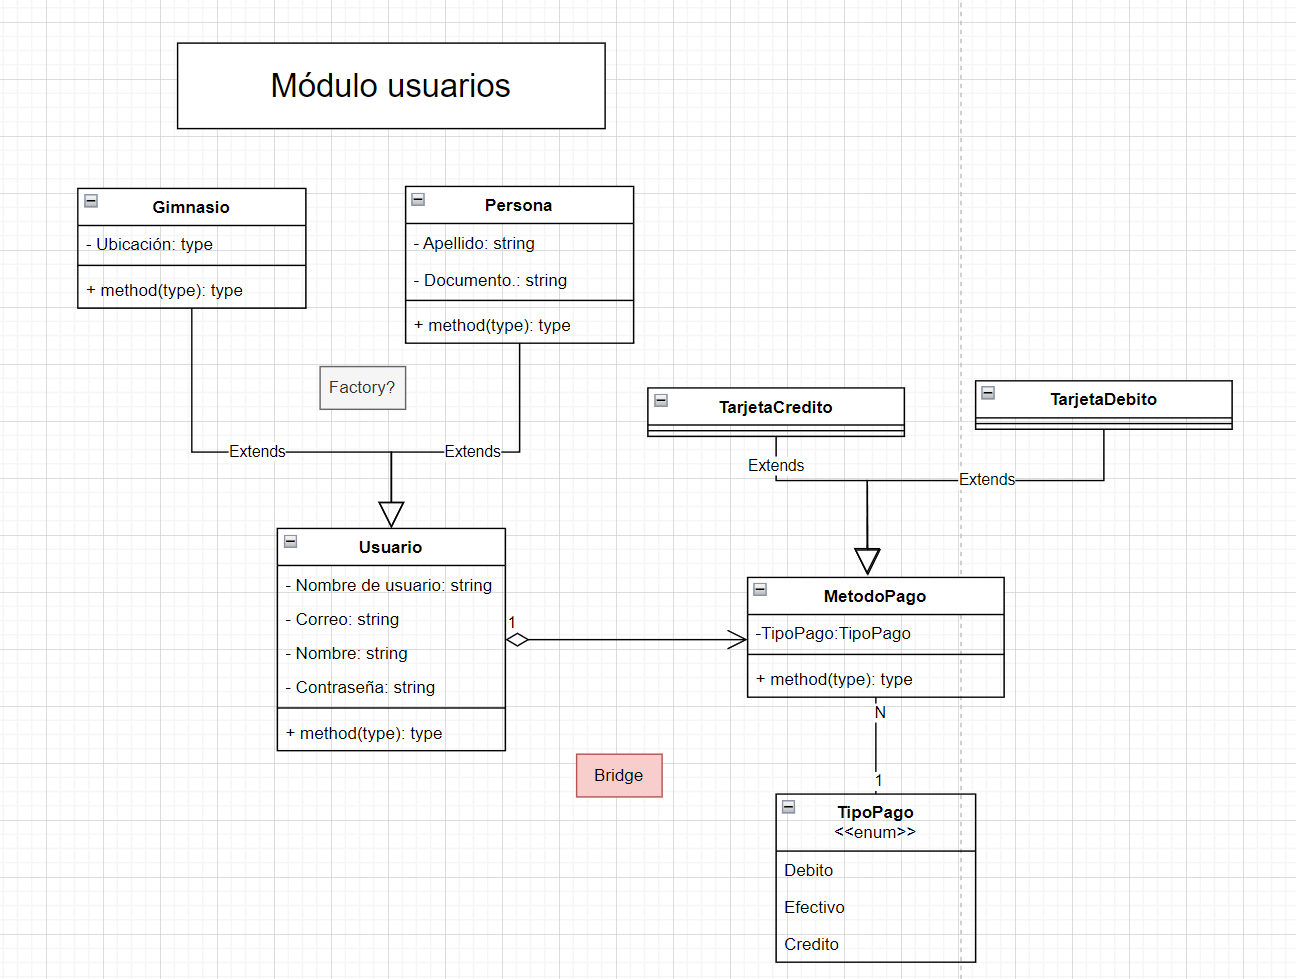 Módulo usuarios
Gimnasio
- Ubicación: type
+ method(type): type
Persona
- Apellido: string
- Documento.: string
+ method(type): type
Factory?
Extends
Extends
TarjetaCredito
TarjetaDebito
Extends
Extends
Usuario
- Nombre de usuario: string
- Correo: string
- Nombre: string
- Contraseña: string
+ method(type): type
1
MetodoPago
-TipoPago:TipoPago
+ method(type): type
N
1
Bridge
TipoPago
<<enum>>
Debito
Efectivo
Credito